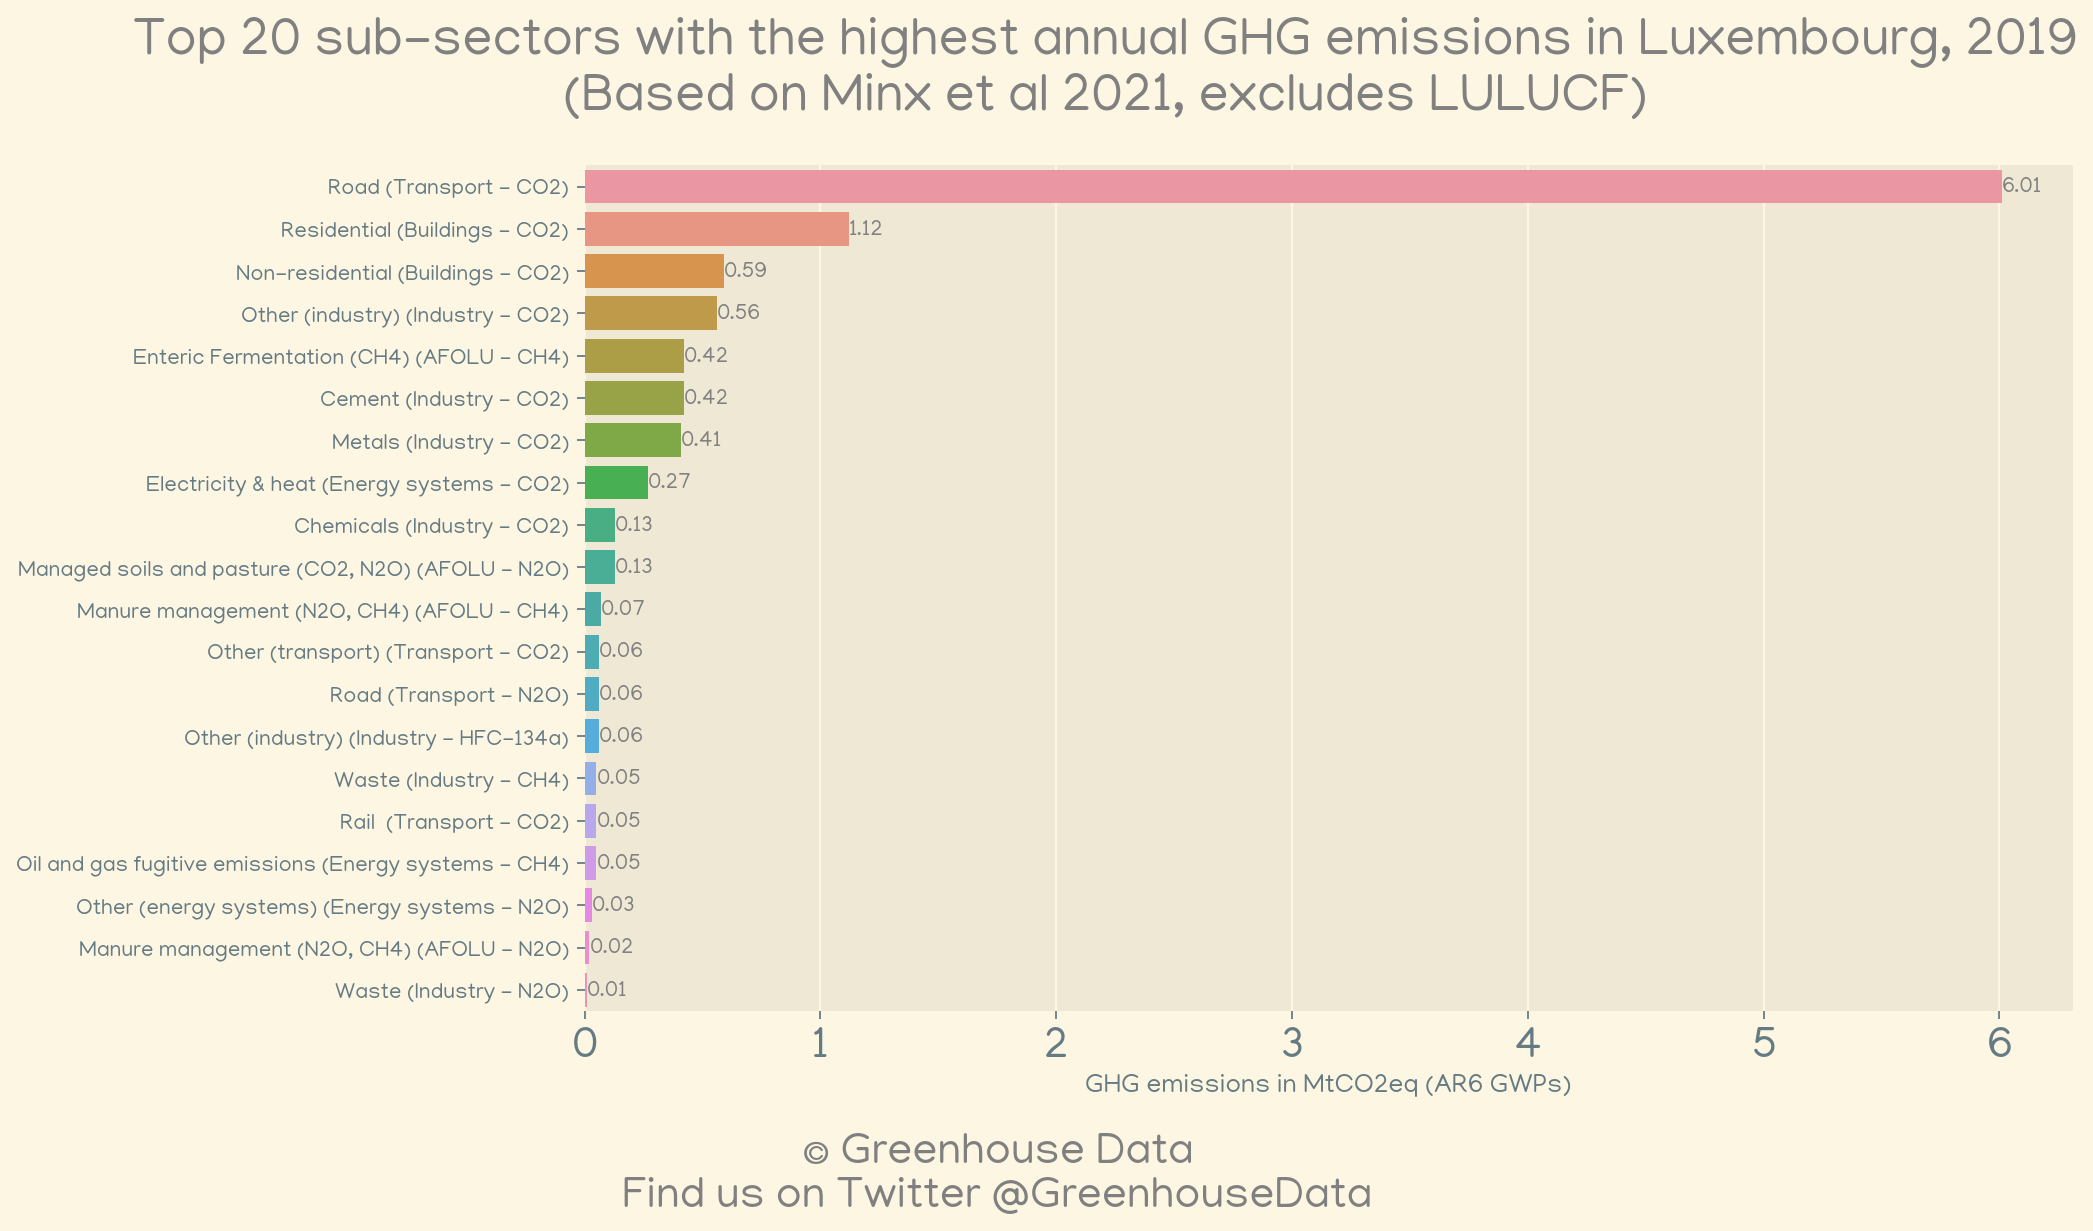 Top 20 sub-sectors with the highest annual GHG emissions in Luxembourg, 2019
(Based on Minx et al 2021, excludes LULUCF)
Road (Transport - CO2) 6.01
Residential (Buildings - CO2) 1.12
Non-residential (Buildings - CO2) 0.59
Other (industry) (Industry - CO2) 0.56
Enteric Fermentation (CH4) (AFOLU - CH4) 0.42
Cement (Industry - CO2) 0.42
Metals (Industry - CO2) 0.41
Electricity & heat (Energy systems - CO2) 0.27
Chemicals (Industry - CO2) 0.13
Managed soils and pasture (CO2, N2O) (AFOLU - N2O) 0.13
Manure management (N2O, CH4) (AFOLU - CH4) 0.07
Other (transport) (Transport - CO2) 0.06
Road (Transport - N2O) 0.06
Other (industry) (Industry - HFC-134a) 0.06
Waste (Industry - CH4) 0.05
Rail  (Transport - CO2) 0.05
Oil and gas fugitive emissions (Energy systems - CH4) 0.05
Other (energy systems) (Energy systems - N2O) 0.03
Manure management (N2O, CH4) (AFOLU - N2O) 0.02
Waste (Industry - N2O) 0.01
0 1 2 3 4 5 6
GHG emissions in MtCO2eq (AR6 GWPs)
© Greenhouse Data
Find us on Twitter @GreenhouseData